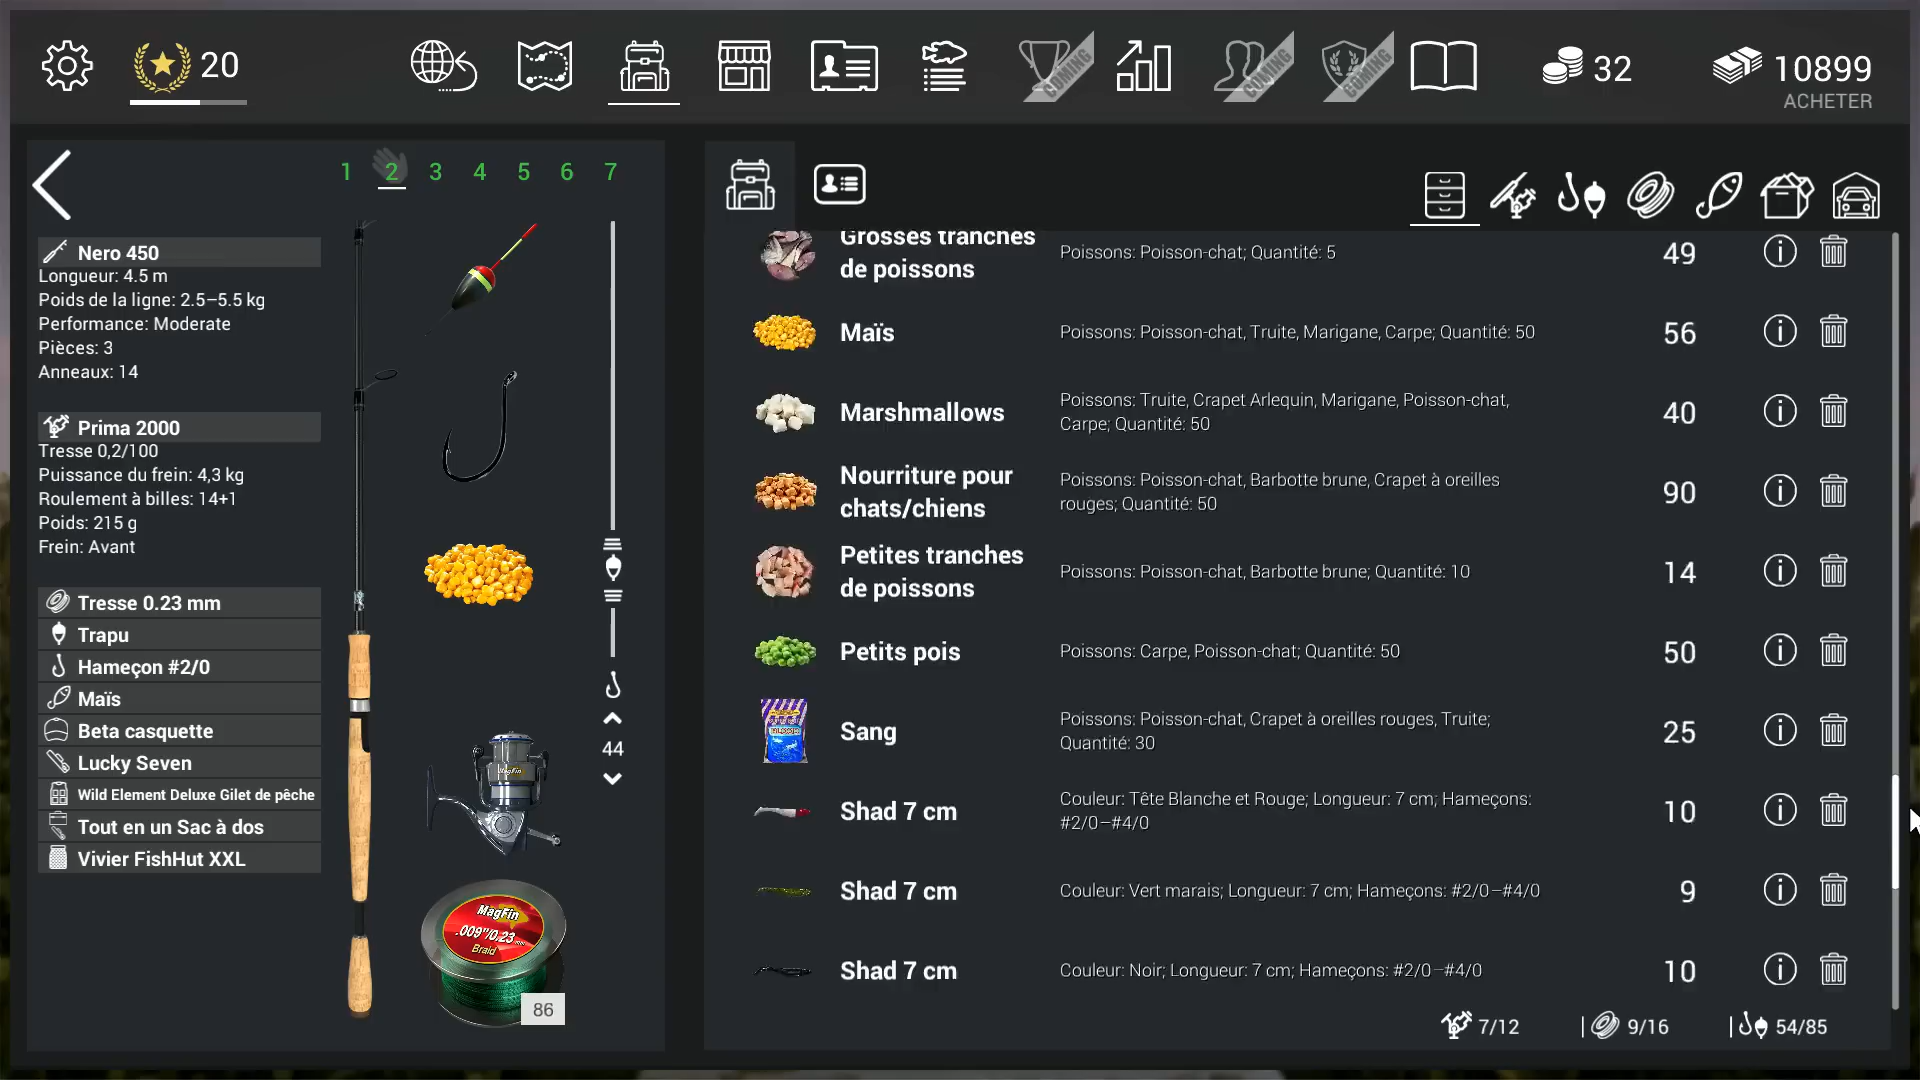 20
COMING
COMING
COMING
32
10899
ACHETER
1 2 3 4 5 6 7
Nero 450
Longueur: 4.5 m
Poids de la ligne: 2.5–5.5 kg
Performance: Moderate
Pièces: 3
Anneaux: 14
Prima 2000
Tresse 0,2/100
Puissance du frein: 4,3 kg
Roulement à billes: 14+1
Poids: 215 g
Frein: Avant
Tresse 0.23 mm
Trapu
Hameçon #2/0
Maïs
Beta casquette
Lucky Seven
Wild Element Deluxe Gilet de pêche
Tout en un Sac à dos
Vivier FishHut XXL
44
MagFin
MagFin
.009"/0.23 mm
Braid
86
Grosses tranches de poissons
Poissons: Poisson-chat; Quantité: 5
49
Maïs
Poissons: Poisson-chat, Truite, Marigane, Carpe; Quantité: 50
56
Marshmallows
Poissons: Truite, Crapet Arlequin, Marigane, Poisson-chat,
Carpe; Quantité: 50
40
Nourriture pour
chats/chiens
Poissons: Poisson-chat, Barbotte brune, Crapet à oreilles
rouges; Quantité: 50
90
Petites tranches
de poissons
Poissons: Poisson-chat, Barbotte brune; Quantité: 10
14
Petits pois
Poissons: Carpe, Poisson-chat; Quantité: 50
50
Sang
Poissons: Poisson-chat, Crapet à oreilles rouges, Truite;
Quantité: 30
25
Shad 7 cm
Couleur: Tête Blanche et Rouge; Longueur: 7 cm; Hameçons:
#2/0–#4/0
10
Shad 7 cm
Couleur: Vert marais; Longueur: 7 cm; Hameçons: #2/0–#4/0
9
Shad 7 cm
Couleur: Noir; Longueur: 7 cm; Hameçons: #2/0–#4/0
10
7/12
9/16
54/85